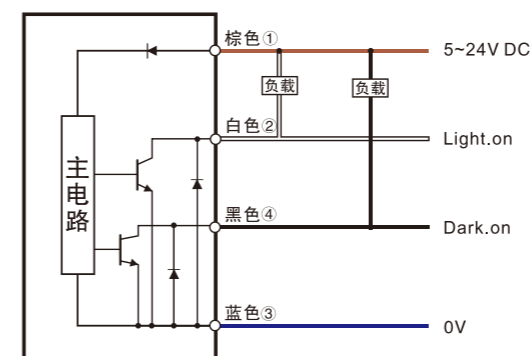 棕色①
5~24V DC
负载
负载
白色②
Light.on
主电路
黑色④
Dark.on
蓝色③
0V